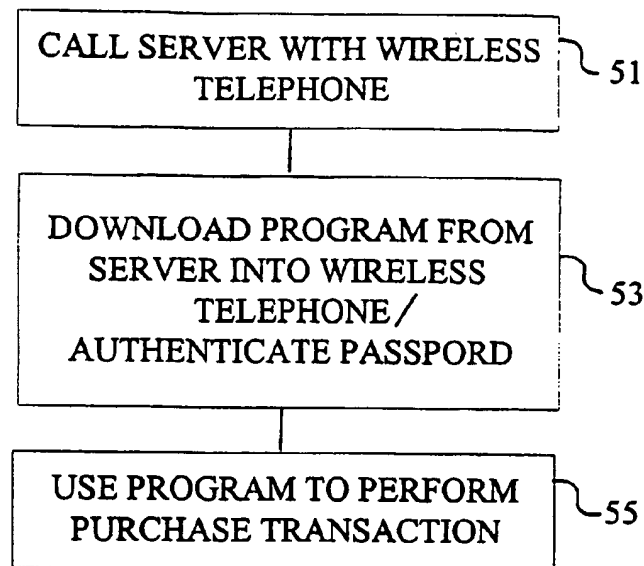 CALL SERVER WITH WIRELESS
TELEPHONE
51
DOWNLOAD PROGRAM FROM
SERVER INTO WIRELESS
TELEPHONE/
AUTHENTICATE PASSPORD
53
USE PROGRAM TO PERFORM
PURCHASE TRANSACTION
55